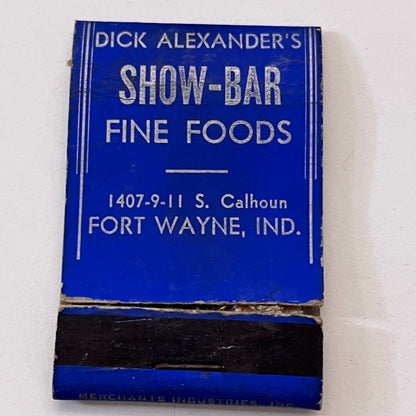 DICK ALEXANDER'S
SHOW-BAR
FINE FOODS
1407-9-11 S. Calhoun
FORT WAYNE, IND.
MERCHANTS INDUSTRIES, INC.